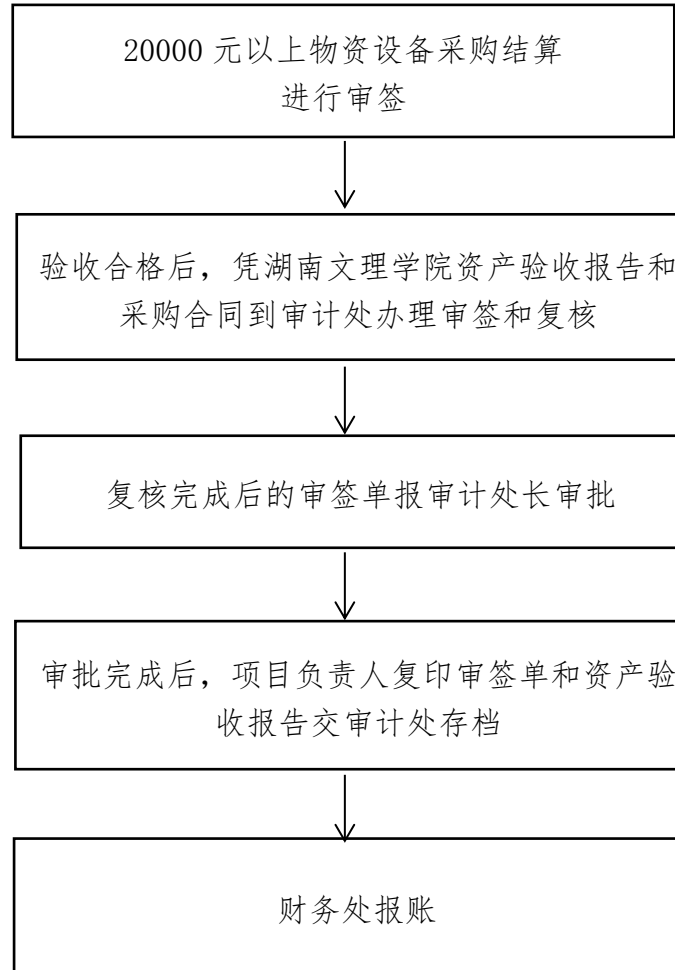 20000 元以上物资设备采购结算
进行审签
验收合格后，凭湖南文理学院资产验收报告和
采购合同到审计处办理审签和复核
复核完成后的审签单报审计处长审批
审批完成后，项目负责人复印审签单和资产验
收报告交审计处存档
财务处报账